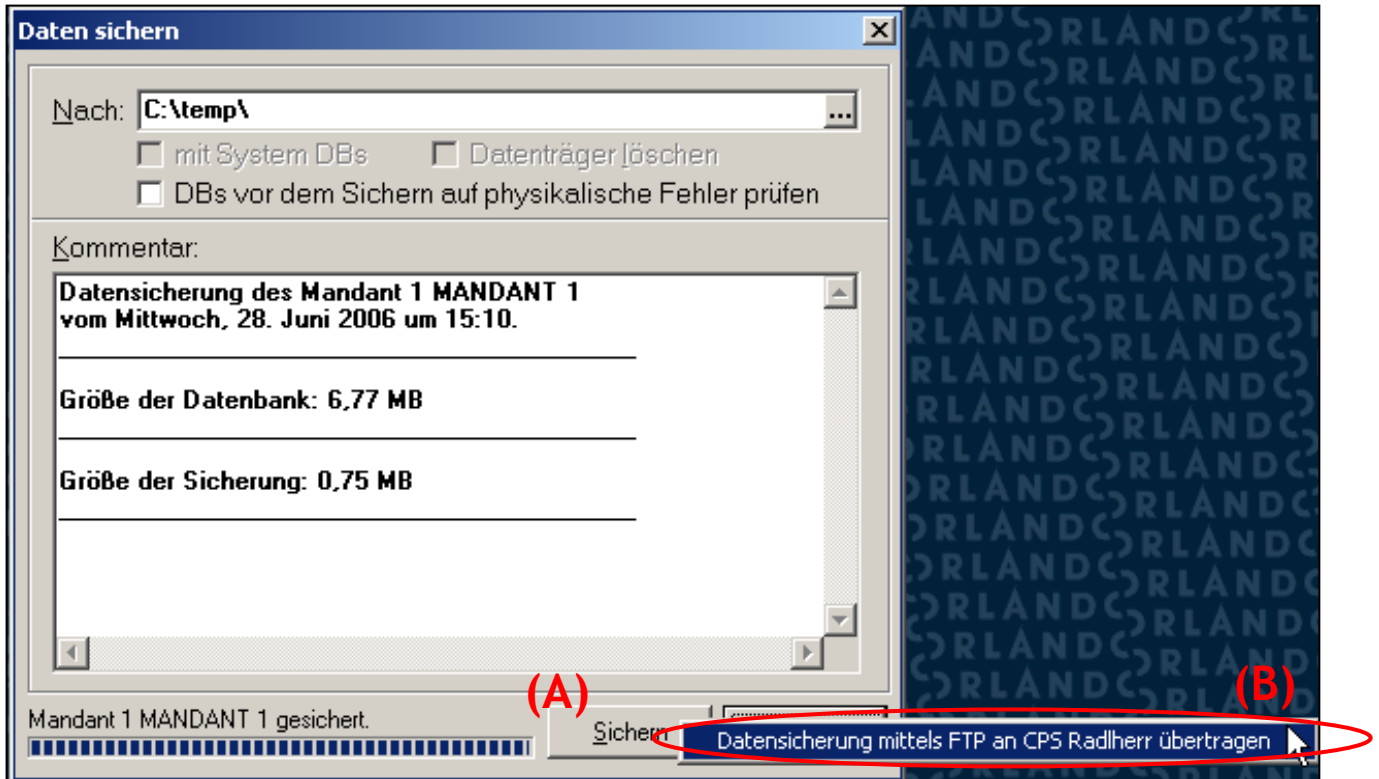 Daten sichern
Nach: C:\temp\ ...
mit System DBs Datenträger löschen
DBs vor dem Sichern auf physikalische Fehler prüfen
Kommentar:
Datensicherung des Mandant 1 MANDANT 1
vom Mittwoch, 28. Juni 2006 um 15:10.
Größe der Datenbank: 6,77 MB
Größe der Sicherung: 0,75 MB
(A)
(B)
Mandant 1 MANDANT 1 gesichert.
Sichern
Datensicherung mittels FTP an CPS Radlherr übertragen